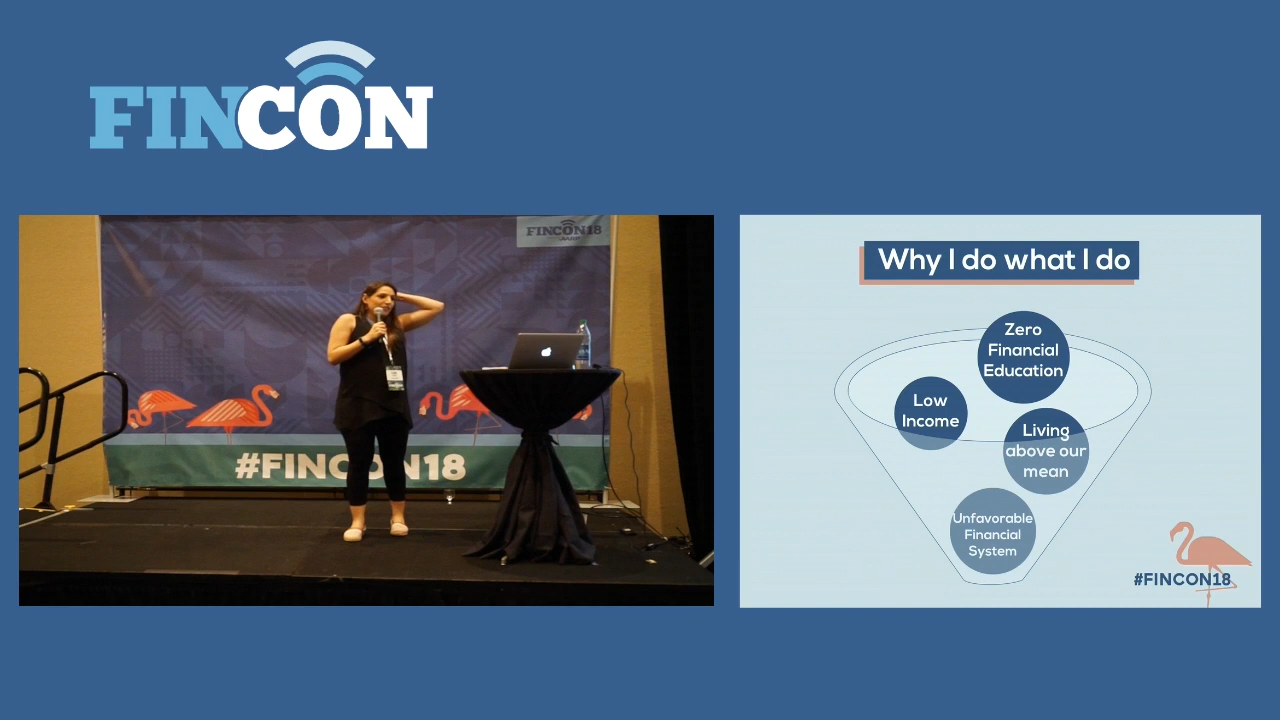 FINCON
FINCON18
#FINCON18
Why I do what I do
Zero
Financial
Education
Low
Income
Living
above our
mean
Unfavorable
Financial
System
#FINCON18